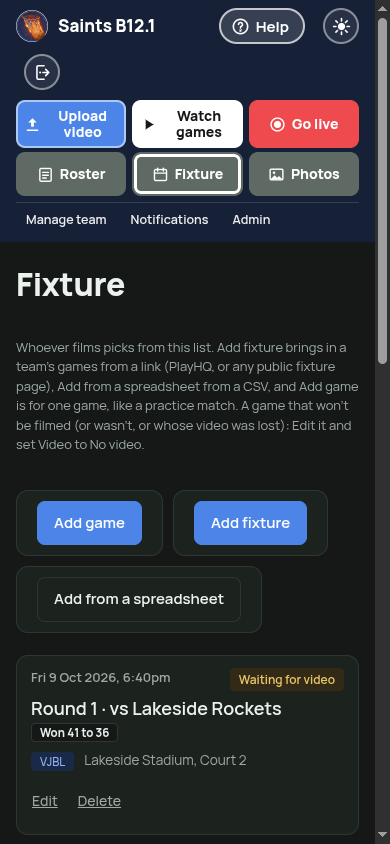 Saints B12.1
Help
Upload
video
Watch
games
Go live
Roster
Fixture
Photos
Manage team
Notifications
Admin
Fixture
Whoever films picks from this list. Add fixture brings in a
team's games from a link (PlayHQ, or any public fixture
page), Add from a spreadsheet from a CSV, and Add game
is for one game, like a practice match. A game that won't
be filmed (or wasn't, or whose video was lost): Edit it and
set Video to No video.
Add game
Add fixture
Add from a spreadsheet
Fri 9 Oct 2026, 6:40pm
Waiting for video
Round 1 · vs Lakeside Rockets
Won 41 to 36
VJBL
Lakeside Stadium, Court 2
Edit
Delete